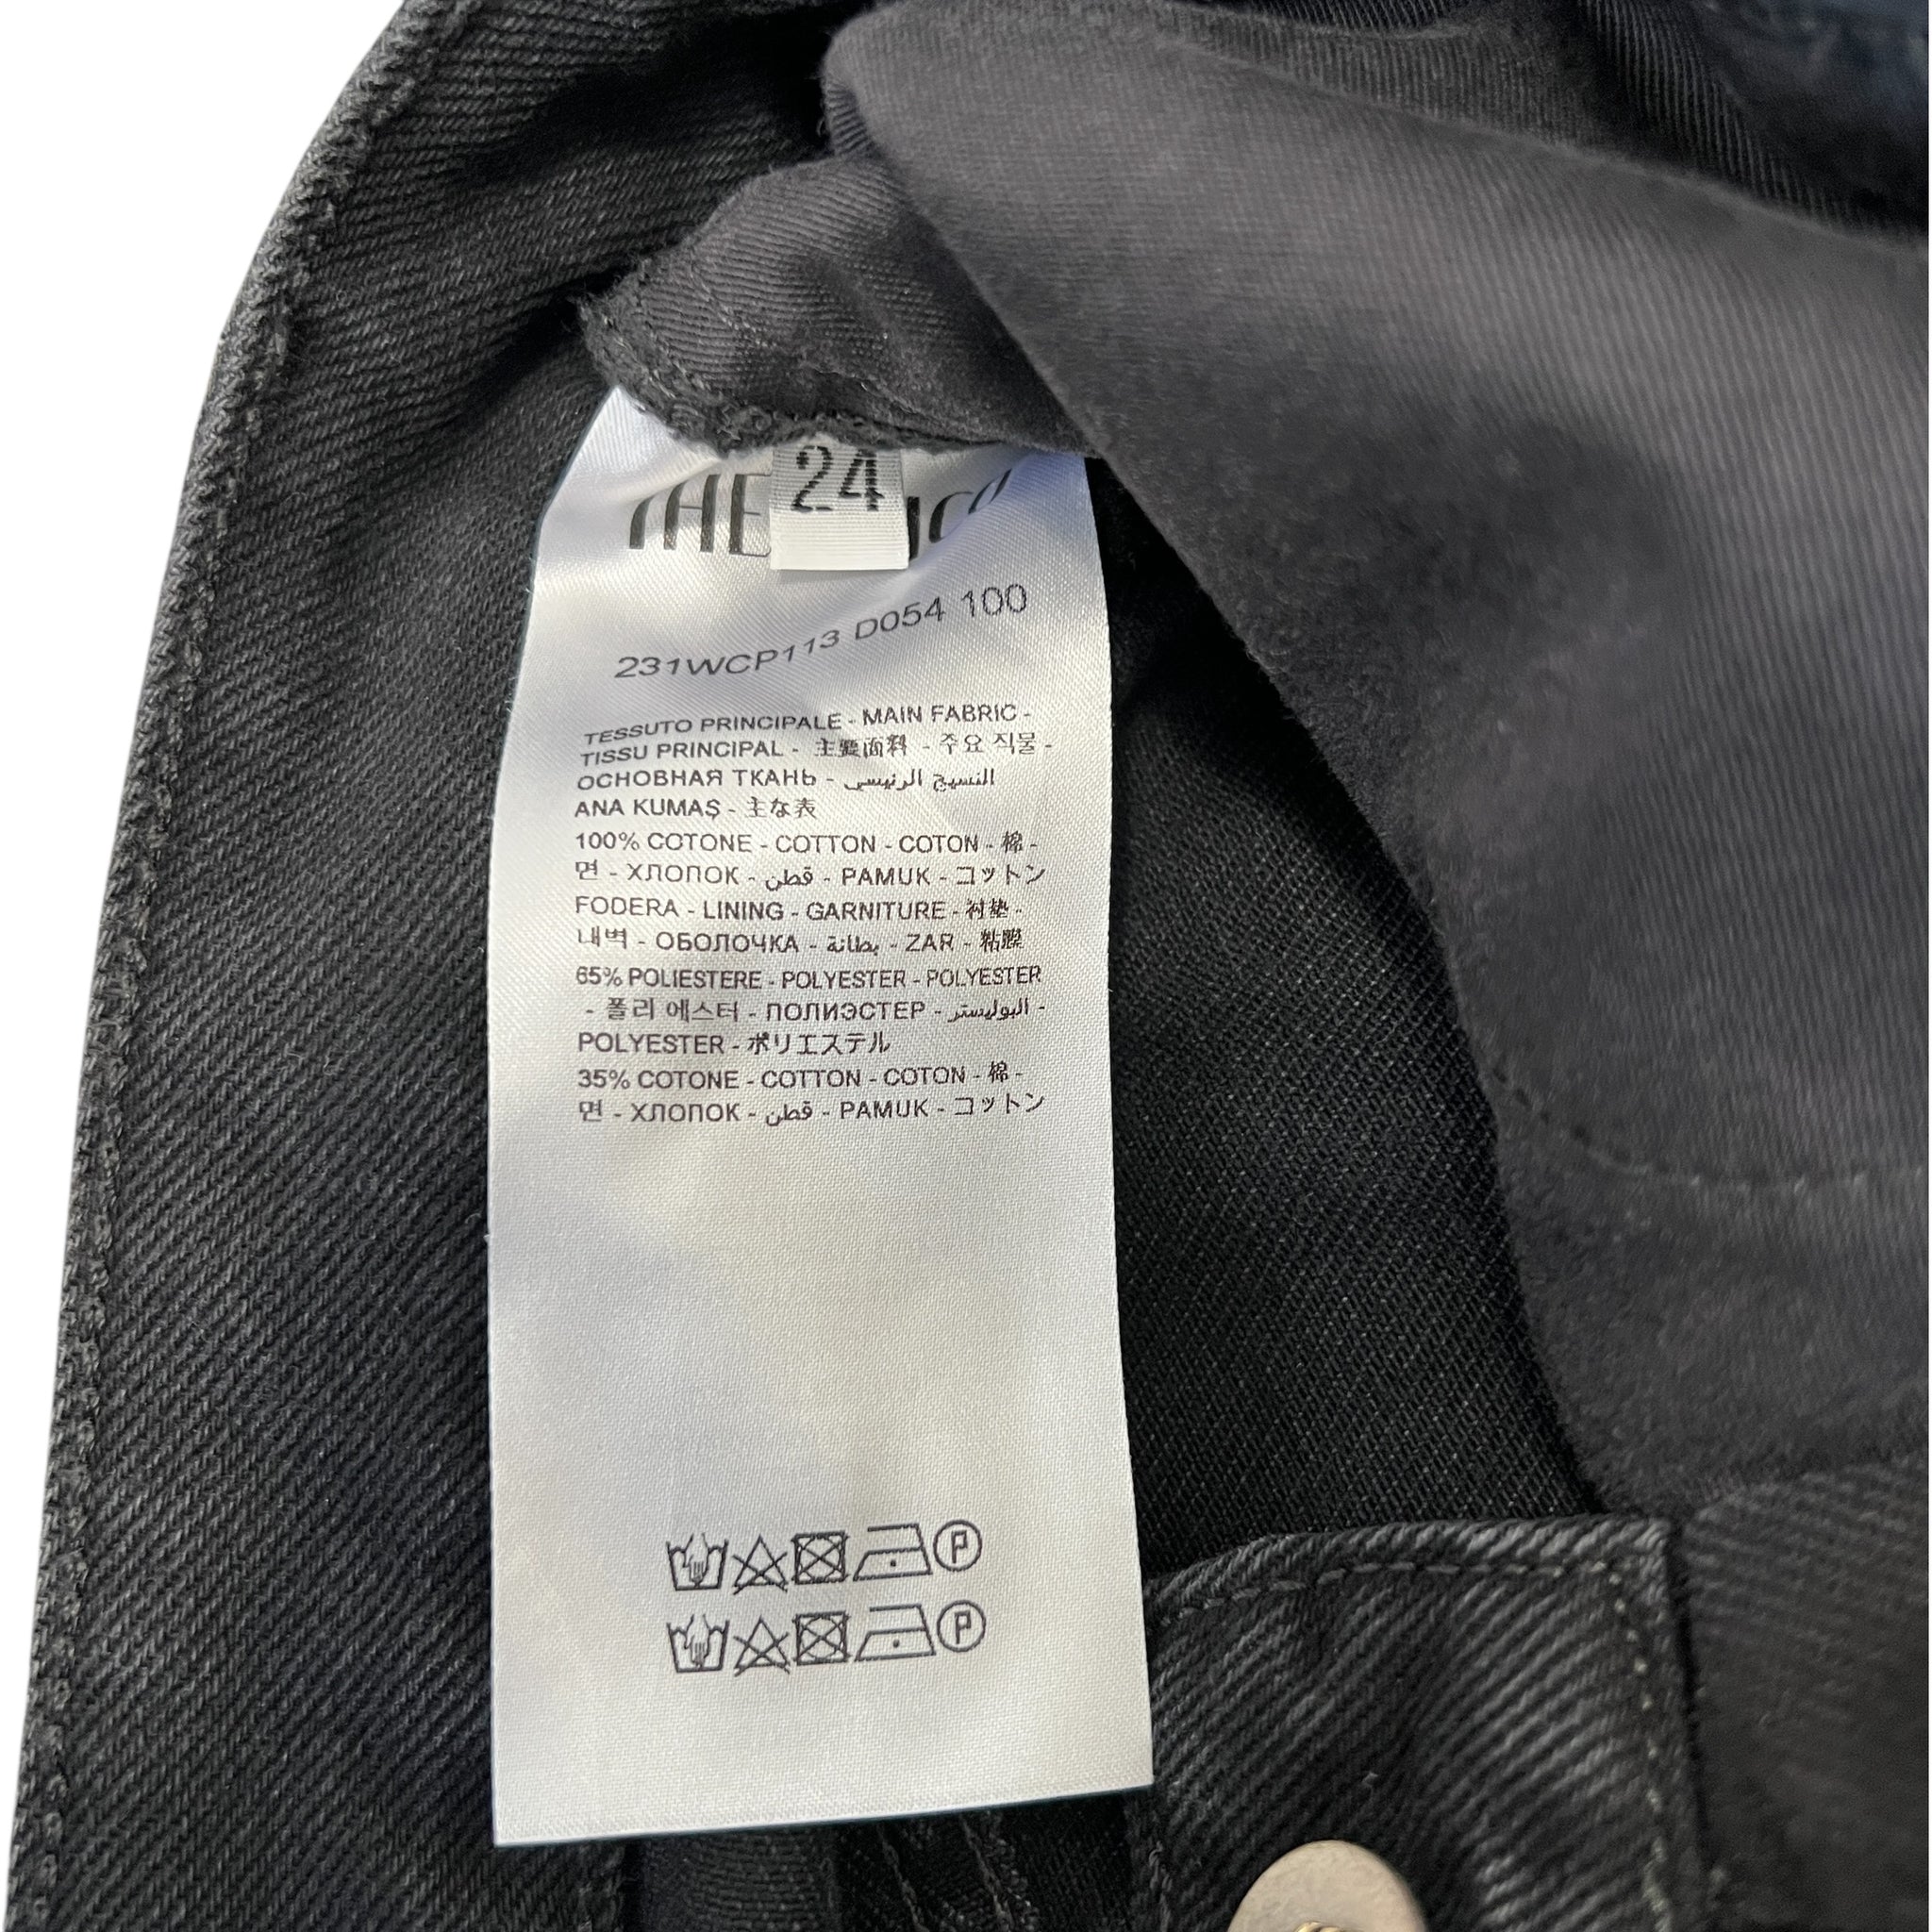 24
THE
231WCP113 D054 100
TESSUTO PRINCIPALE - MAIN FABRIC -
TISSU PRINCIPAL - 主要面料 - 주요 직물 -
ОСНОВНАЯ ТКАНЬ - النسيج الرئيسي
ANA KUMAŞ - 主な表
100% COTONE - COTTON - COTON - 棉 -
면 - ХЛОПОК - قطن - PAMUK - コットン
FODERA - LINING - GARNITURE - 衬垫 -
내벽 - ОБОЛОЧКА - بطانة - ZAR - 粘膜
65% POLIESTERE - POLYESTER - POLYESTER
- 폴리 에스터 - ПОЛИЭСТЕР - البوليستر -
POLYESTER - ポリエステル
35% COTONE - COTTON - COTON - 棉 -
면 - ХЛОПОК - قطن - PAMUK - コットン
P
P